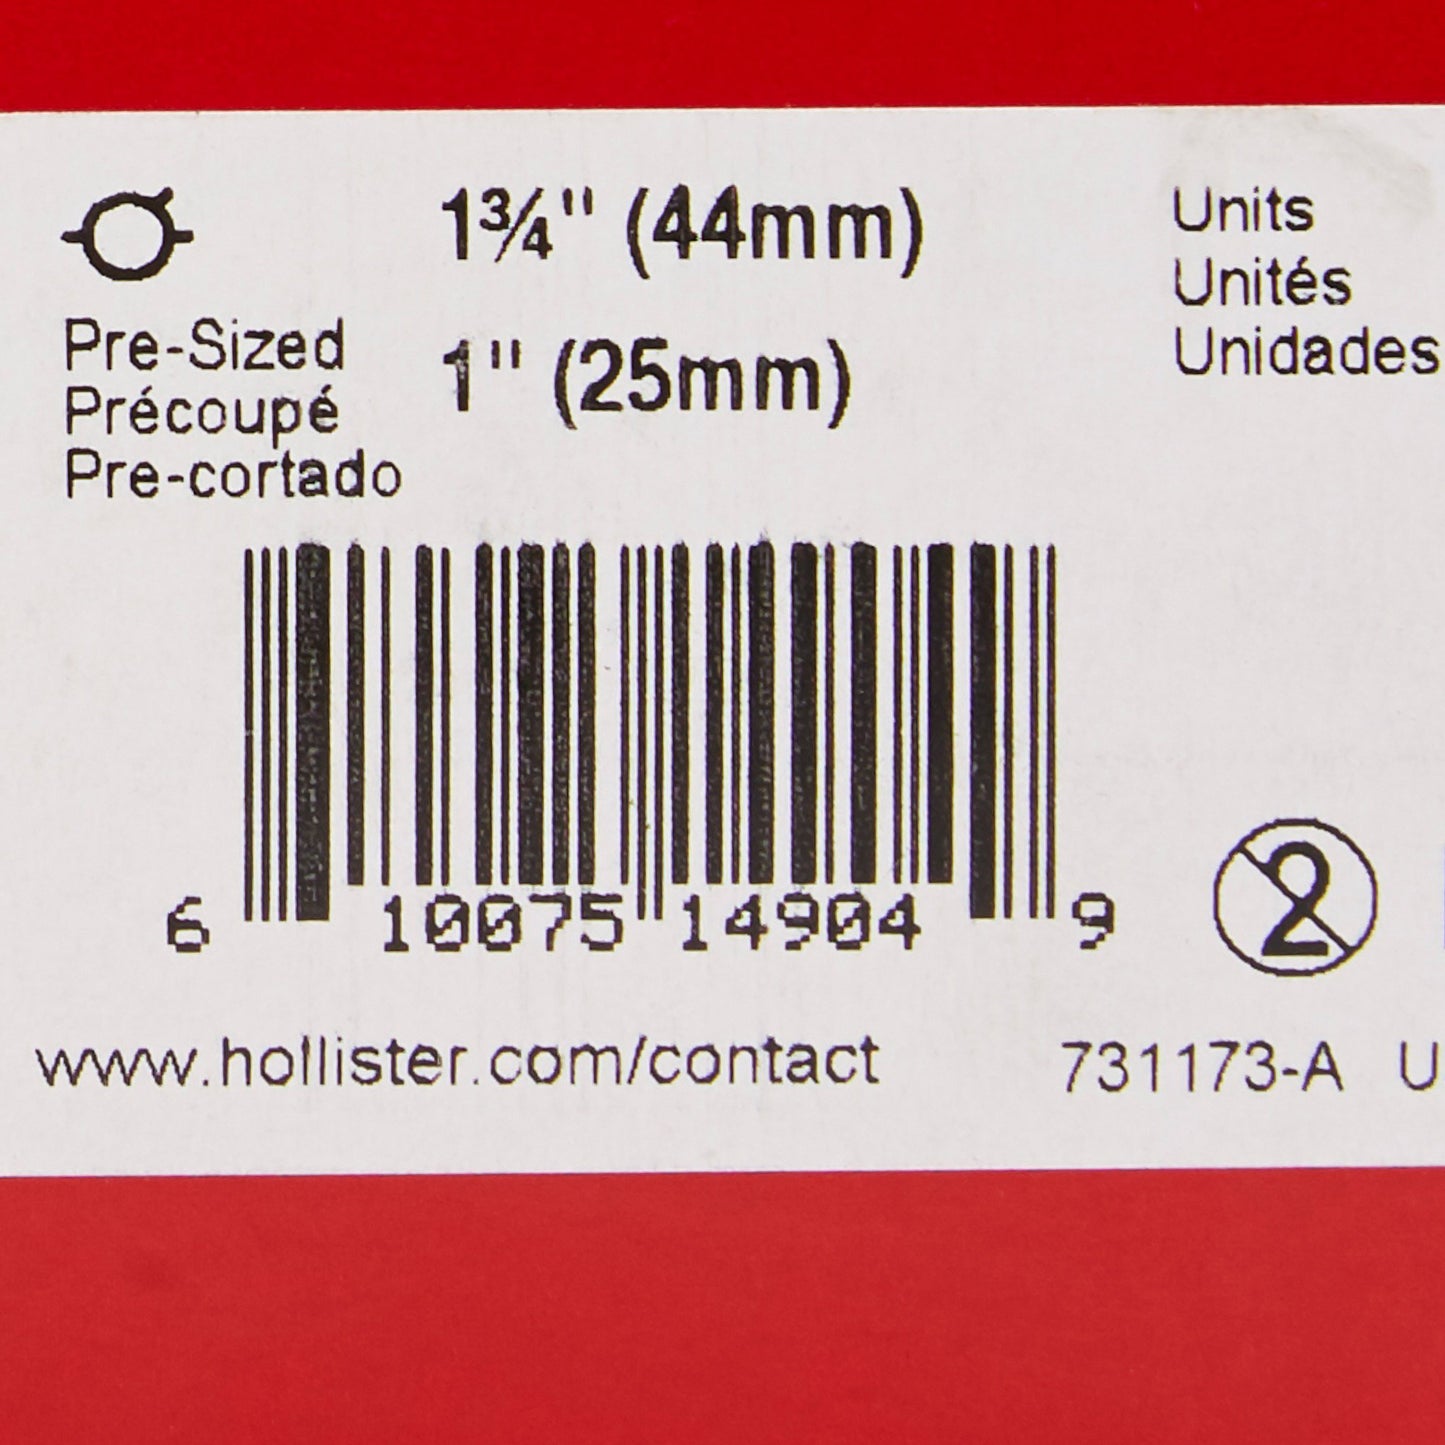 1¾" (44mm)
1" (25mm)
Pre-Sized
Précoupé
Pre-cortado
Units
Unités
Unidades
6 10075 14904 9
2
www.hollister.com/contact
731173-A U